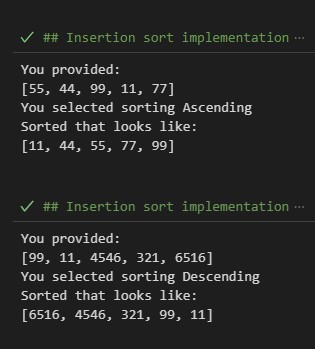 ✓ ## Insertion sort implementation ···
You provided:
[55, 44, 99, 11, 77]
You selected sorting Ascending
Sorted that looks like:
[11, 44, 55, 77, 99]
✓ ## Insertion sort implementation ···
You provided:
[99, 11, 4546, 321, 6516]
You selected sorting Descending
Sorted that looks like:
[6516, 4546, 321, 99, 11]